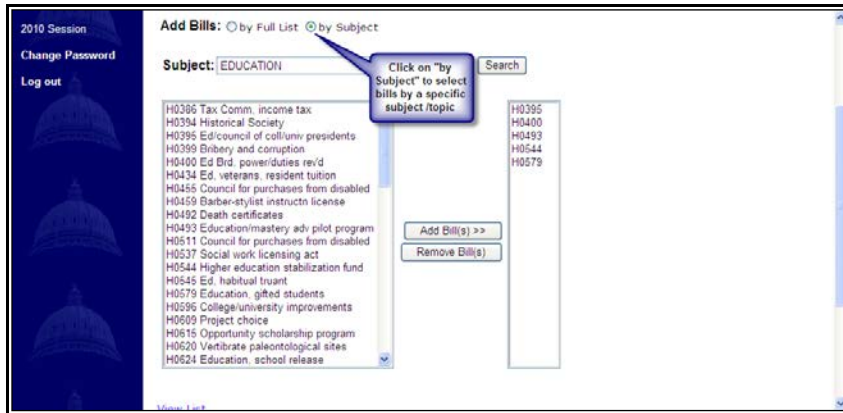 2010 Session
Change Password
Log out
Add Bills: by Full List by Subject
Subject: EDUCATION Search
Click on "by
Subject" to select
bills by a specific
subject /topic
H0386 Tax Comm, income tax
H0394 Historical Society
H0395 Ed/council of coll/univ presidents
H0399 Bribery and corruption
H0400 Ed Brd, power/duties rev'd
H0434 Ed, veterans, resident tuition
H0455 Council for purchases from disabled
H0459 Barber-stylist instructn license
H0492 Death certificates
H0493 Education/mastery adv pilot program
H0511 Council for purchases from disabled
H0537 Social work licensing act
H0544 Higher education stabilization fund
H0545 Ed, habitual truant
H0579 Education, gifted students
H0596 College/university improvements
H0609 Project choice
H0615 Opportunity scholarship program
H0620 Vertibrate paleontological sites
H0624 Education, school release
Add Bill(s) >>
Remove Bill(s)
H0395
H0400
H0493
H0544
H0579
View List